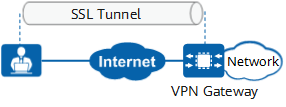 SSL Tunnel
Internet
Network
VPN Gateway